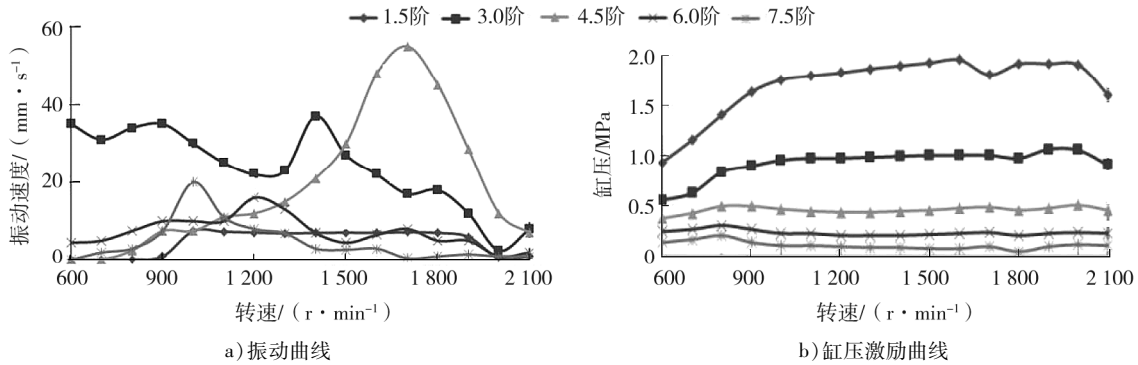 1.5阶 3.0阶 4.5阶 6.0阶 7.5阶
60
40
20
0
振动速度/（mm·s⁻¹）
600 900 1 200 1 500 1 800 2 100
转速/（r·min⁻¹）
a)振动曲线
2.0
1.5
1.0
0.5
0
缸压/MPa
600 900 1 200 1 500 1 800 2 100
转速/（r·min⁻¹）
b)缸压激励曲线